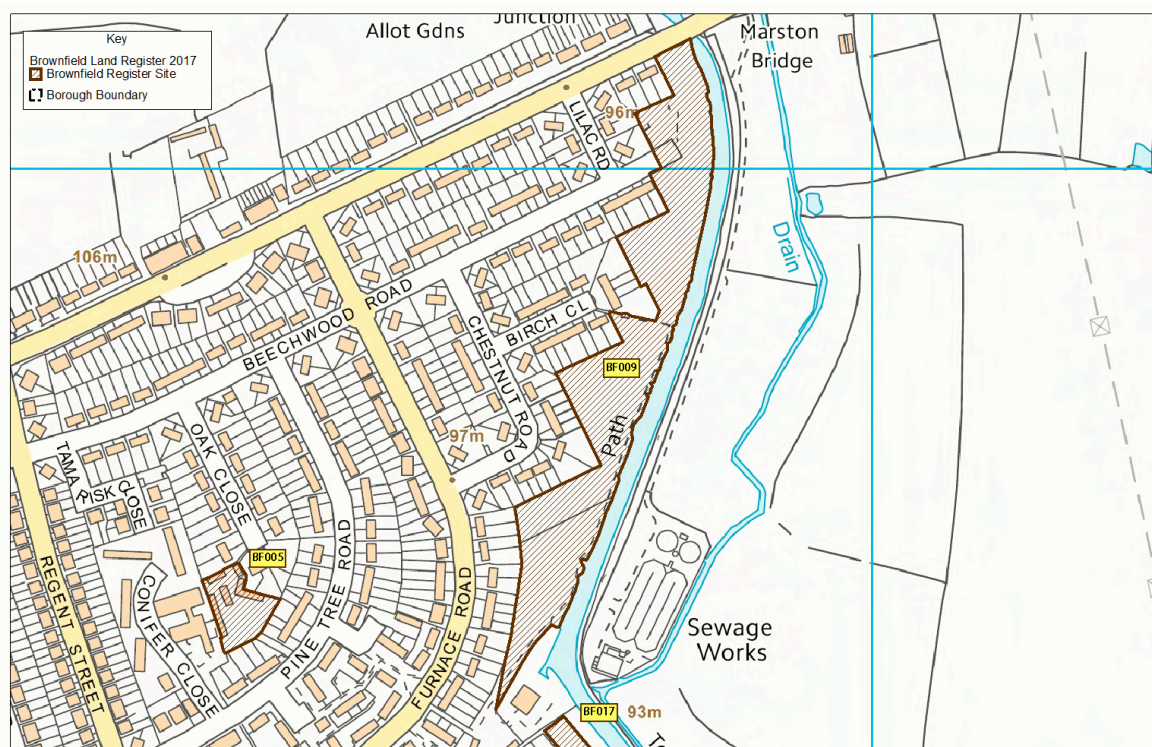 Junction
Allot Gdns
Marston
Bridge
Key
Brownfield Land Register 2017
Brownfield Register Site
Borough Boundary
96m
LILAC RD
106m
Drain
BEECHWOOD ROAD
BIRCH CL
CHESTNUT ROAD
BF009
Path
97m
OAK CLOSE
TAMARISK CLOSE
BF005
REGENT STREET
CONIFER CLOSE
PINE TREE ROAD
FURNACE ROAD
Sewage
Works
BF017
93m